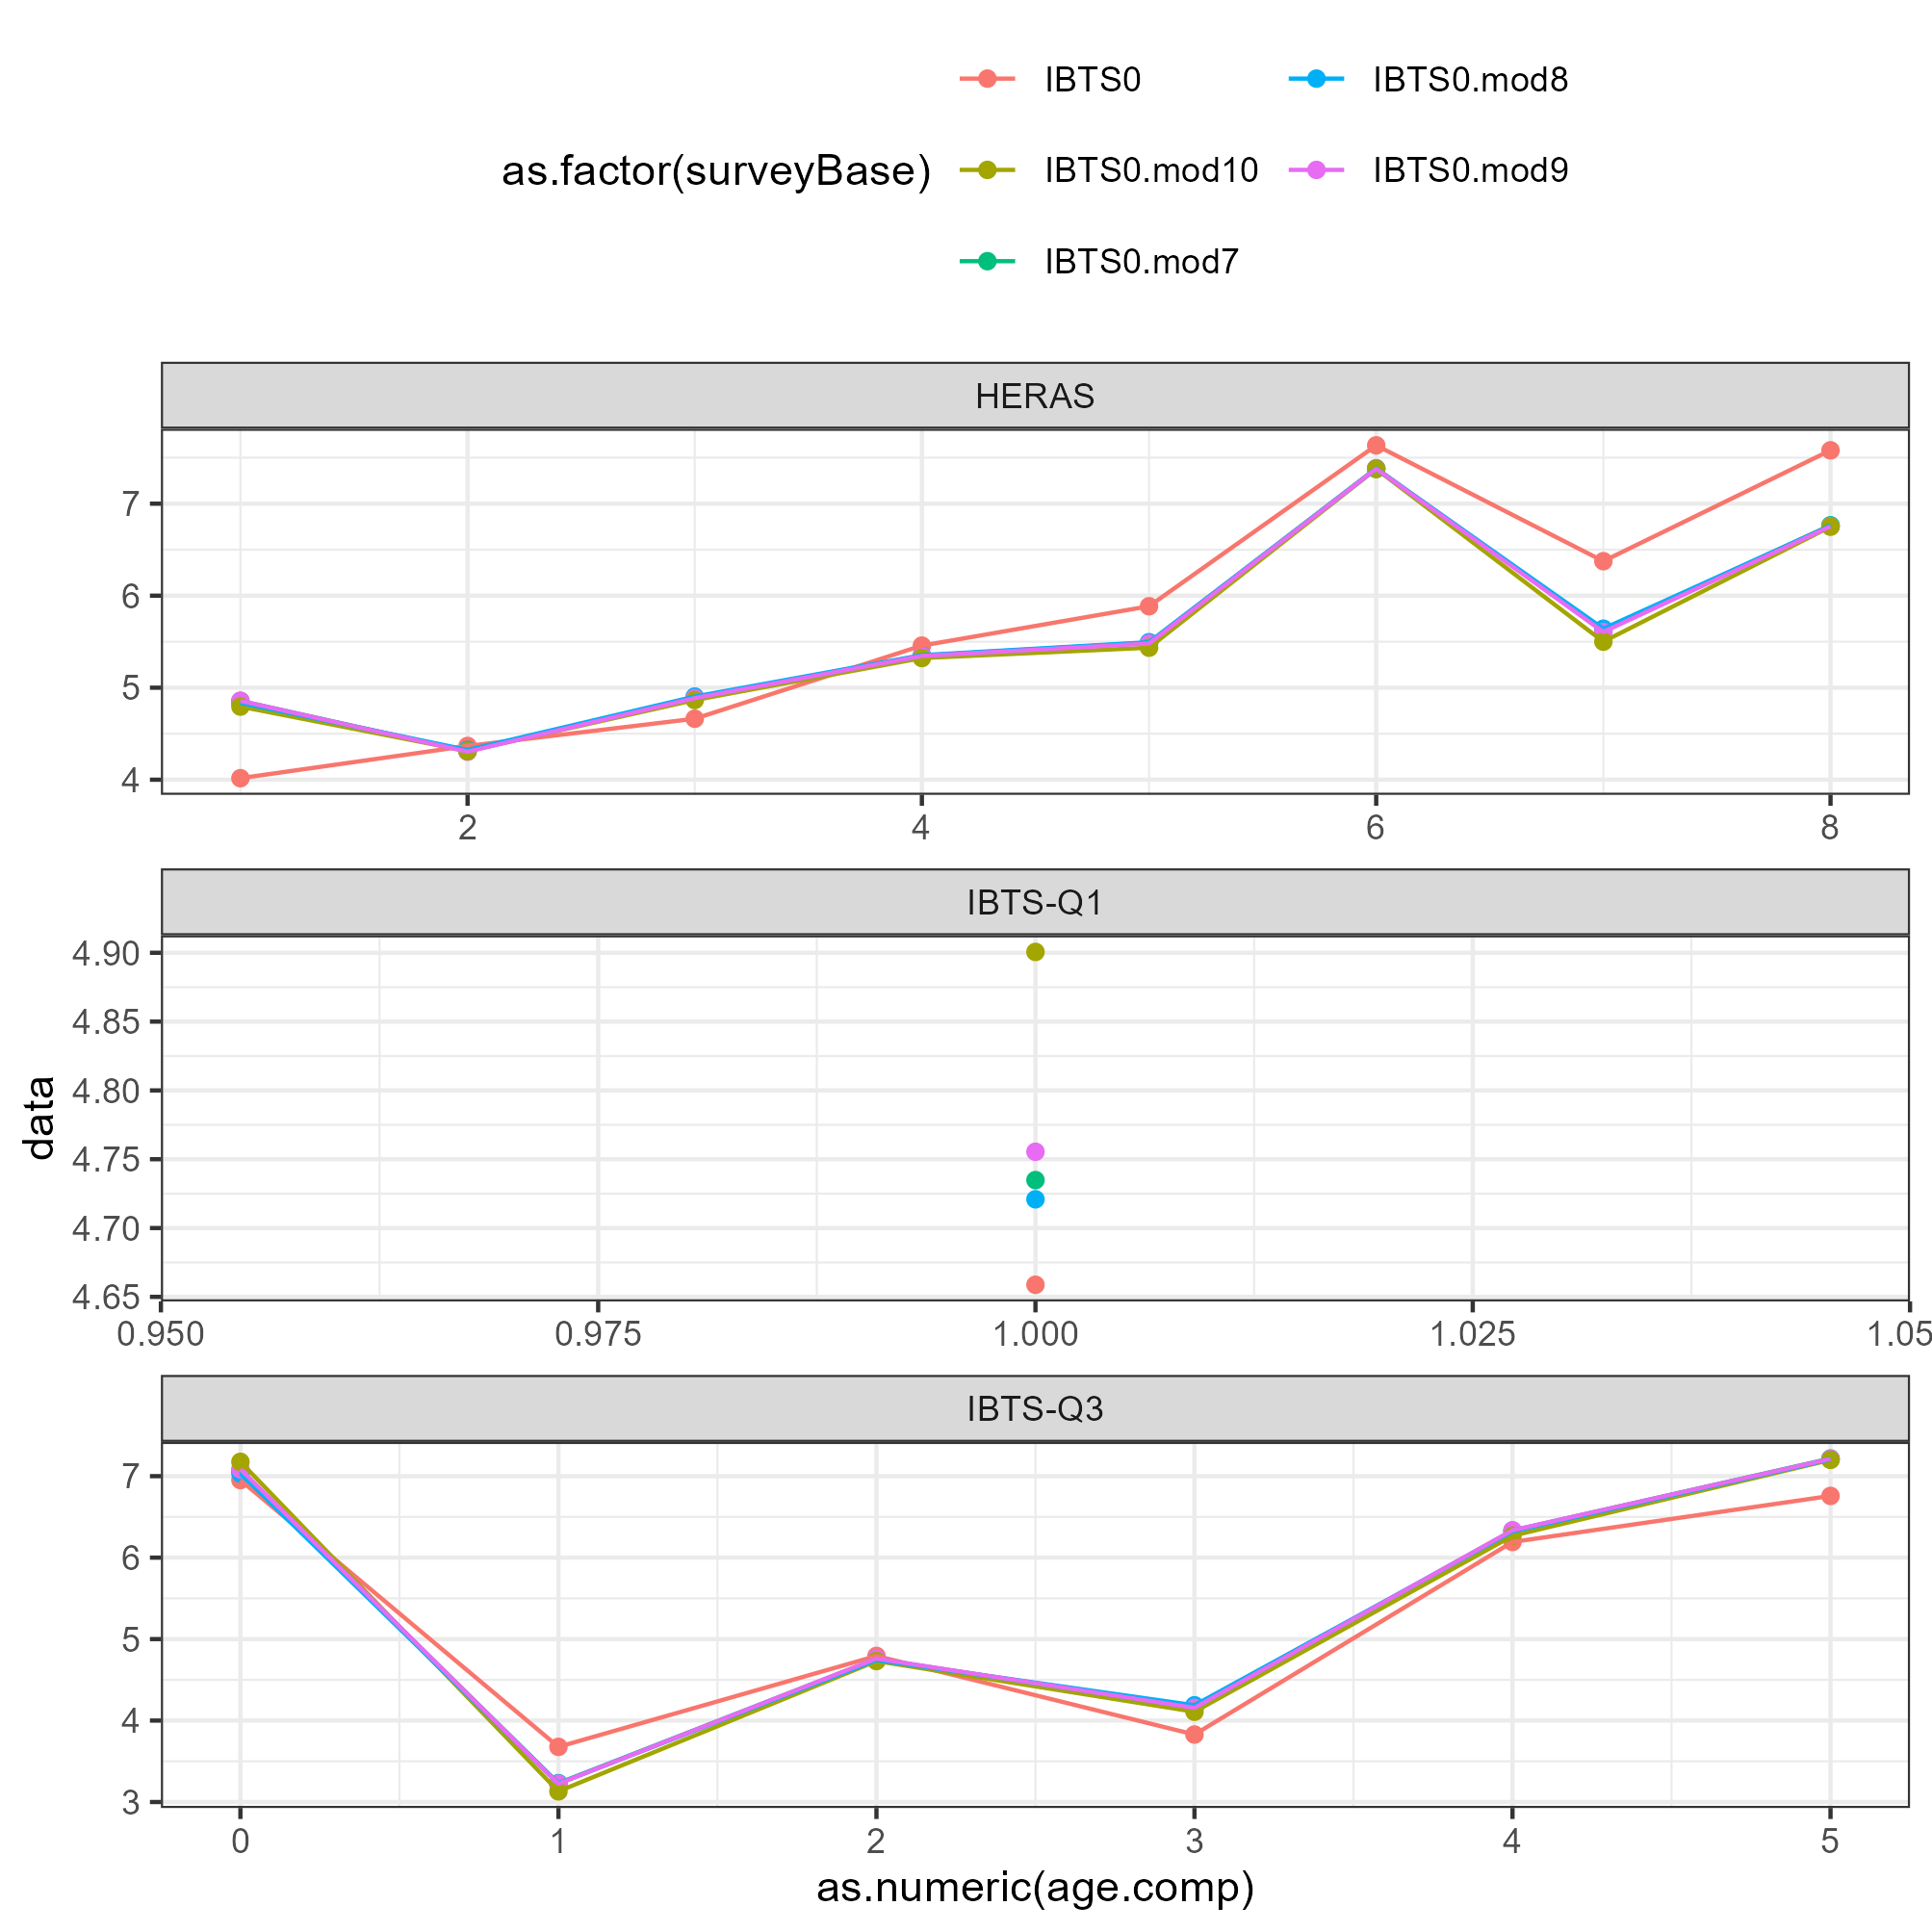 IBTS0
IBTS0.mod8
as.factor(surveyBase)
IBTS0.mod10
IBTS0.mod9
IBTS0.mod7
HERAS
7
6
5
4
2
4
6
8
IBTS-Q1
4.90
4.85
4.80
4.75
4.70
4.65
data
0.950
0.975
1.000
1.025
1.05
IBTS-Q3
7
6
5
4
3
0
1
2
3
4
5
as.numeric(age.comp)